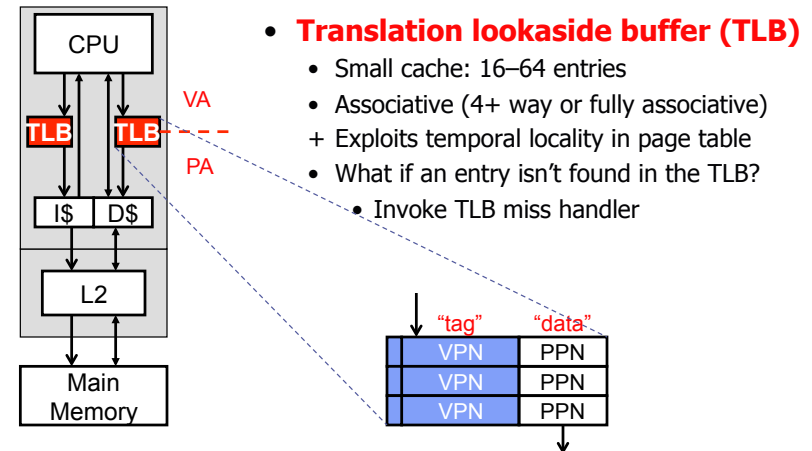 CPU
TLB
TLB
VA
PA
I$
D$
L2
Main
Memory
• Translation lookaside buffer (TLB)
• Small cache: 16–64 entries
• Associative (4+ way or fully associative)
+ Exploits temporal locality in page table
• What if an entry isn’t found in the TLB?
• Invoke TLB miss handler
“tag” “data”
VPN PPN
VPN PPN
VPN PPN